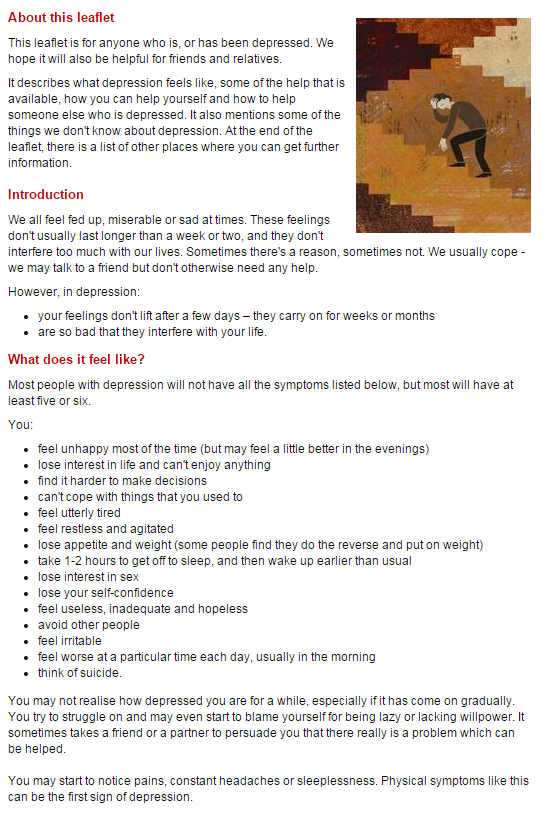 About this leaflet
This leaflet is for anyone who is, or has been depressed. We
hope it will also be helpful for friends and relatives.
It describes what depression feels like, some of the help that is
available, how you can help yourself and how to help
someone else who is depressed. It also mentions some of the
things we don't know about depression. At the end of the
leaflet, there is a list of other places where you can get further
information.
Introduction
We all feel fed up, miserable or sad at times. These feelings
don't usually last longer than a week or two, and they don't
interfere too much with our lives. Sometimes there's a reason, sometimes not. We usually cope -
we may talk to a friend but don't otherwise need any help.
However, in depression:
• your feelings don't lift after a few days – they carry on for weeks or months
• are so bad that they interfere with your life.
What does it feel like?
Most people with depression will not have all the symptoms listed below, but most will have at
least five or six.
You:
• feel unhappy most of the time (but may feel a little better in the evenings)
• lose interest in life and can't enjoy anything
• find it harder to make decisions
• can't cope with things that you used to
• feel utterly tired
• feel restless and agitated
• lose appetite and weight (some people find they do the reverse and put on weight)
• take 1-2 hours to get off to sleep, and then wake up earlier than usual
• lose interest in sex
• lose your self-confidence
• feel useless, inadequate and hopeless
• avoid other people
• feel irritable
• feel worse at a particular time each day, usually in the morning
• think of suicide.
You may not realise how depressed you are for a while, especially if it has come on gradually.
You try to struggle on and may even start to blame yourself for being lazy or lacking willpower. It
sometimes takes a friend or a partner to persuade you that there really is a problem which can
be helped.
You may start to notice pains, constant headaches or sleeplessness. Physical symptoms like this
can be the first sign of depression.